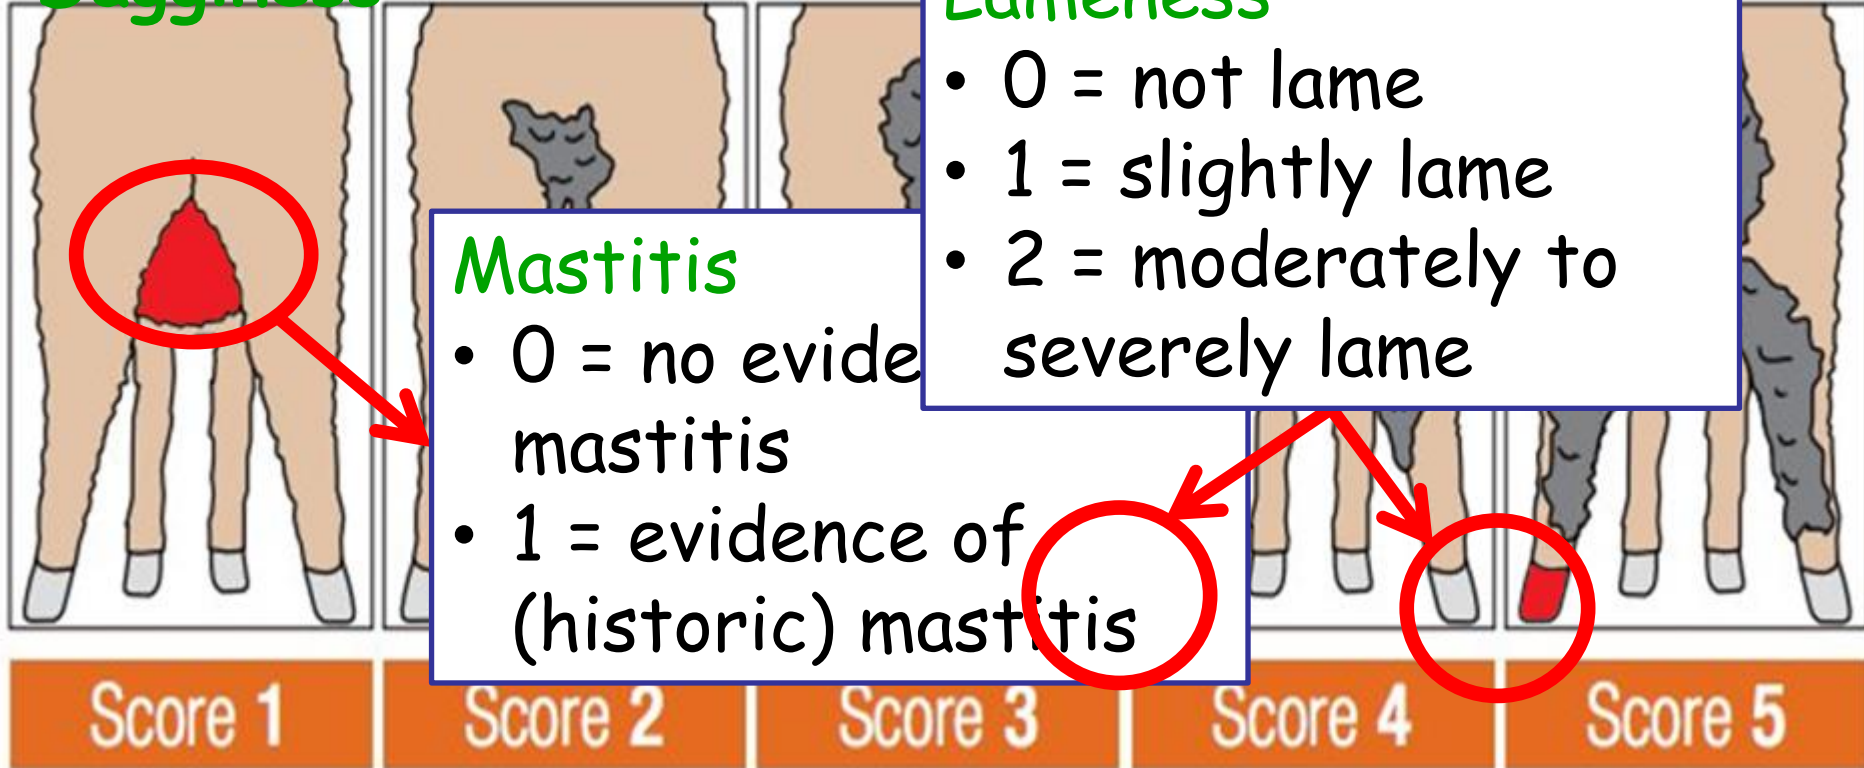 Lameness
• 0 = not lame
• 1 = slightly lame
• 2 = moderately to
severely lame
Mastitis
• 0 = no evide
mastitis
• 1 = evidence of
(historic) mastitis
Score 1
Score 2
Score 3
Score 4
Score 5